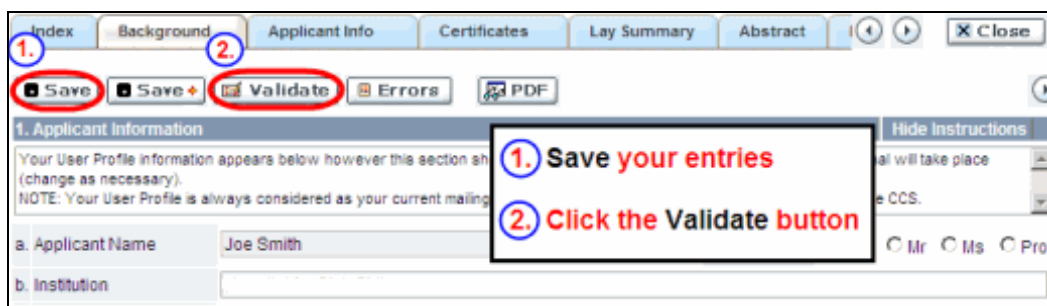 Index Background Applicant Info Certificates Lay Summary Abstract Close
1. 2.
Save Save Validate Errors PDF
1. Applicant Information Hide Instructions
Your User Profile information appears below however this section sh al will take place
(change as necessary).
NOTE: Your User Profile is always considered as your current mailing e CCS.
1. Save your entries
2. Click the Validate button
a. Applicant Name Joe Smith Mr Ms Pro
b. Institution